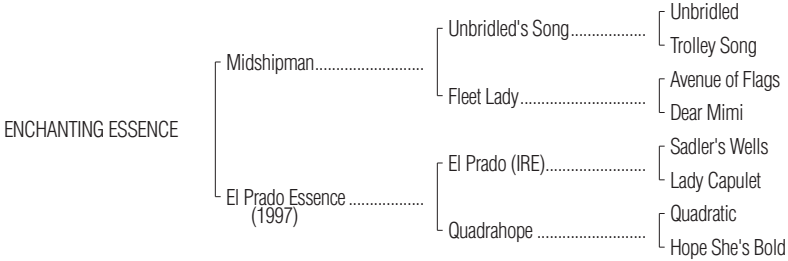 Unbridled
Unbridled's Song..................
Trolley Song
Midshipman.........................
Avenue of Flags
Fleet Lady..............................
Dear Mimi
ENCHANTING ESSENCE
Sadler's Wells
El Prado (IRE)........................
Lady Capulet
El Prado Essence ..................
(1997)
Quadratic
Quadrahope ..........................
Hope She's Bold